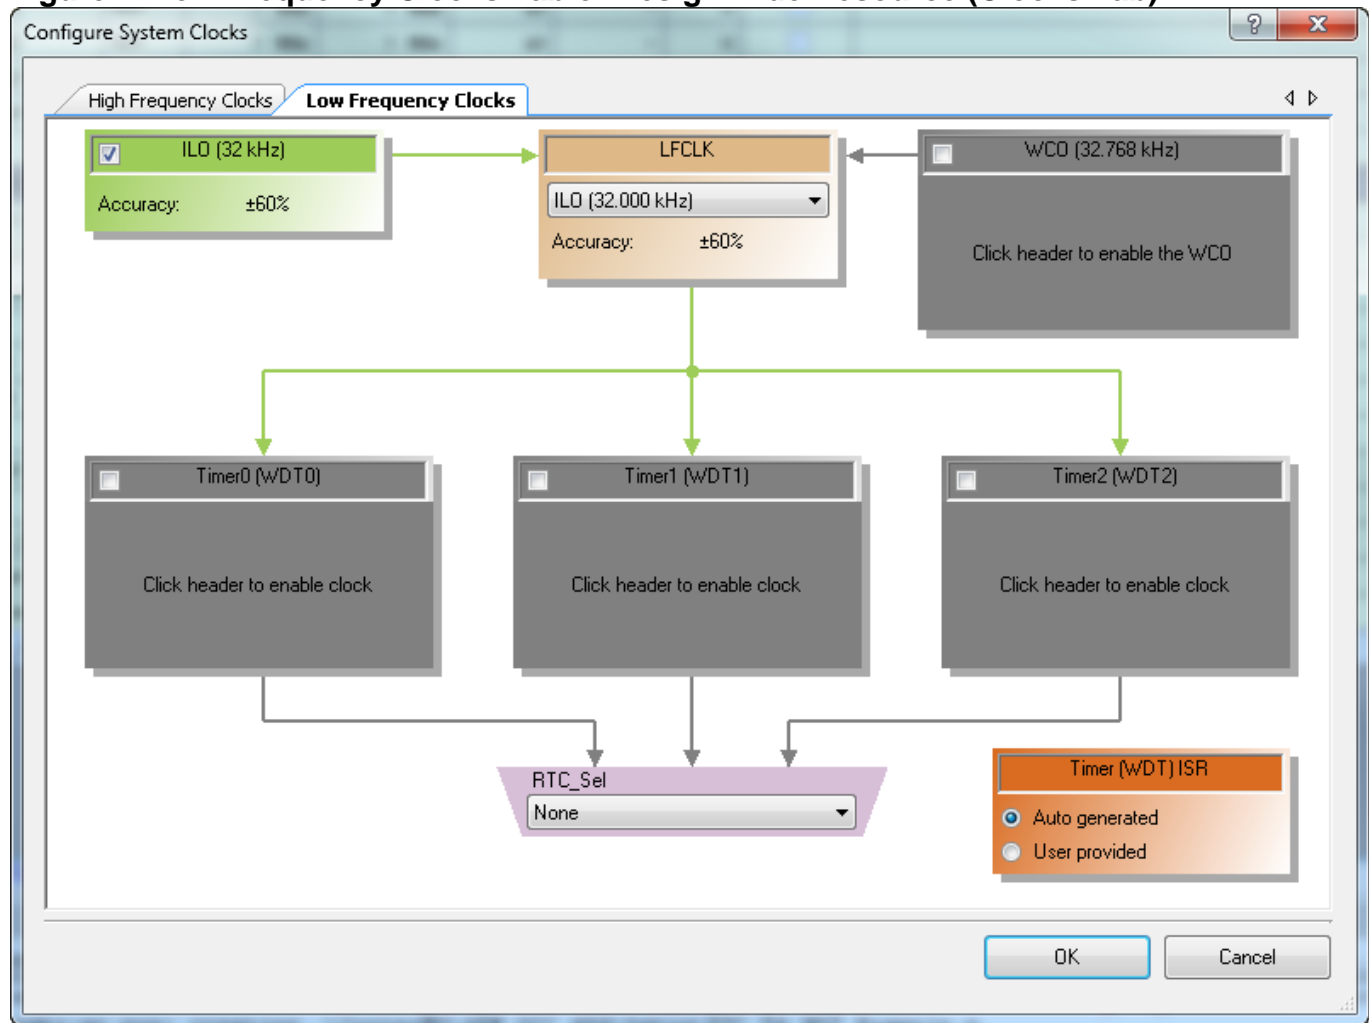 Configure System Clocks
High Frequency Clocks
Low Frequency Clocks
ILO (32 kHz)
Accuracy: ±60%
LFCLK
ILO (32.000 kHz)
Accuracy: ±60%
WCO (32.768 kHz)
Click header to enable the WCO
Timer0 (WDT0)
Click header to enable clock
Timer1 (WDT1)
Click header to enable clock
Timer2 (WDT2)
Click header to enable clock
RTC_Sel
None
Timer (WDT) ISR
Auto generated
User provided
OK
Cancel